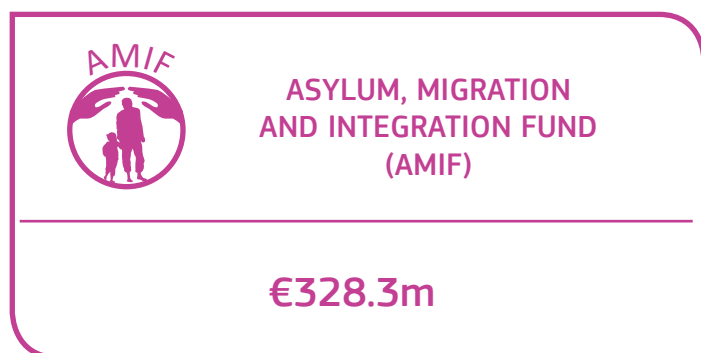 AMIF
ASYLUM, MIGRATION
AND INTEGRATION FUND
(AMIF)
€328.3m